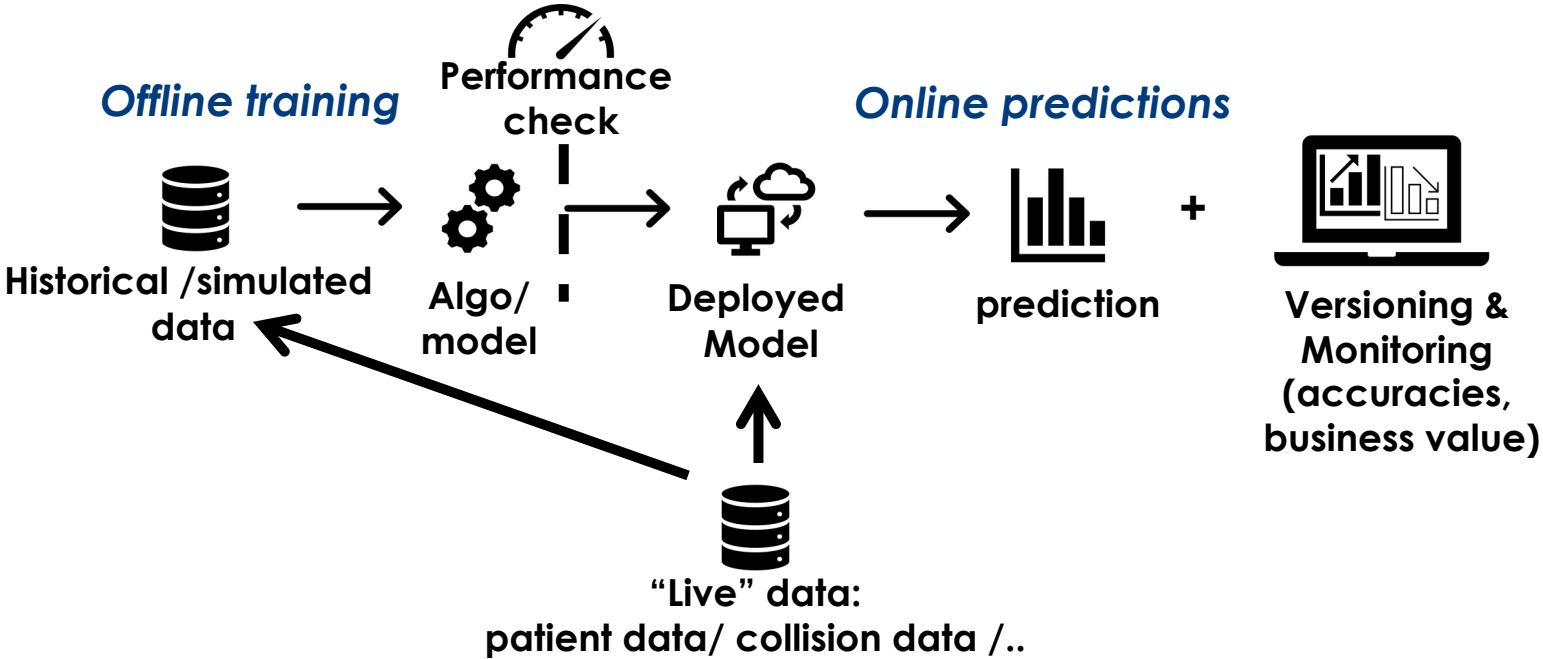 Offline training
Performance
check
Online predictions
Historical /simulated
data
Algo/
model
Deployed
Model
prediction
+
Versioning &
Monitoring
(accuracies,
business value)
“Live” data:
patient data/ collision data /..